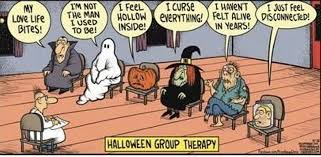 MY
LOVE LIFE
BITES!
I'M NOT
THE MAN
I USED
TO BE!
I FEEL
HOLLOW
INSIDE!
I CURSE
EVERYTHING!
I HAVEN'T
FELT ALIVE
IN YEARS!
I JUST FEEL
DISCONNECTED!
HALLOWEEN GROUP THERAPY